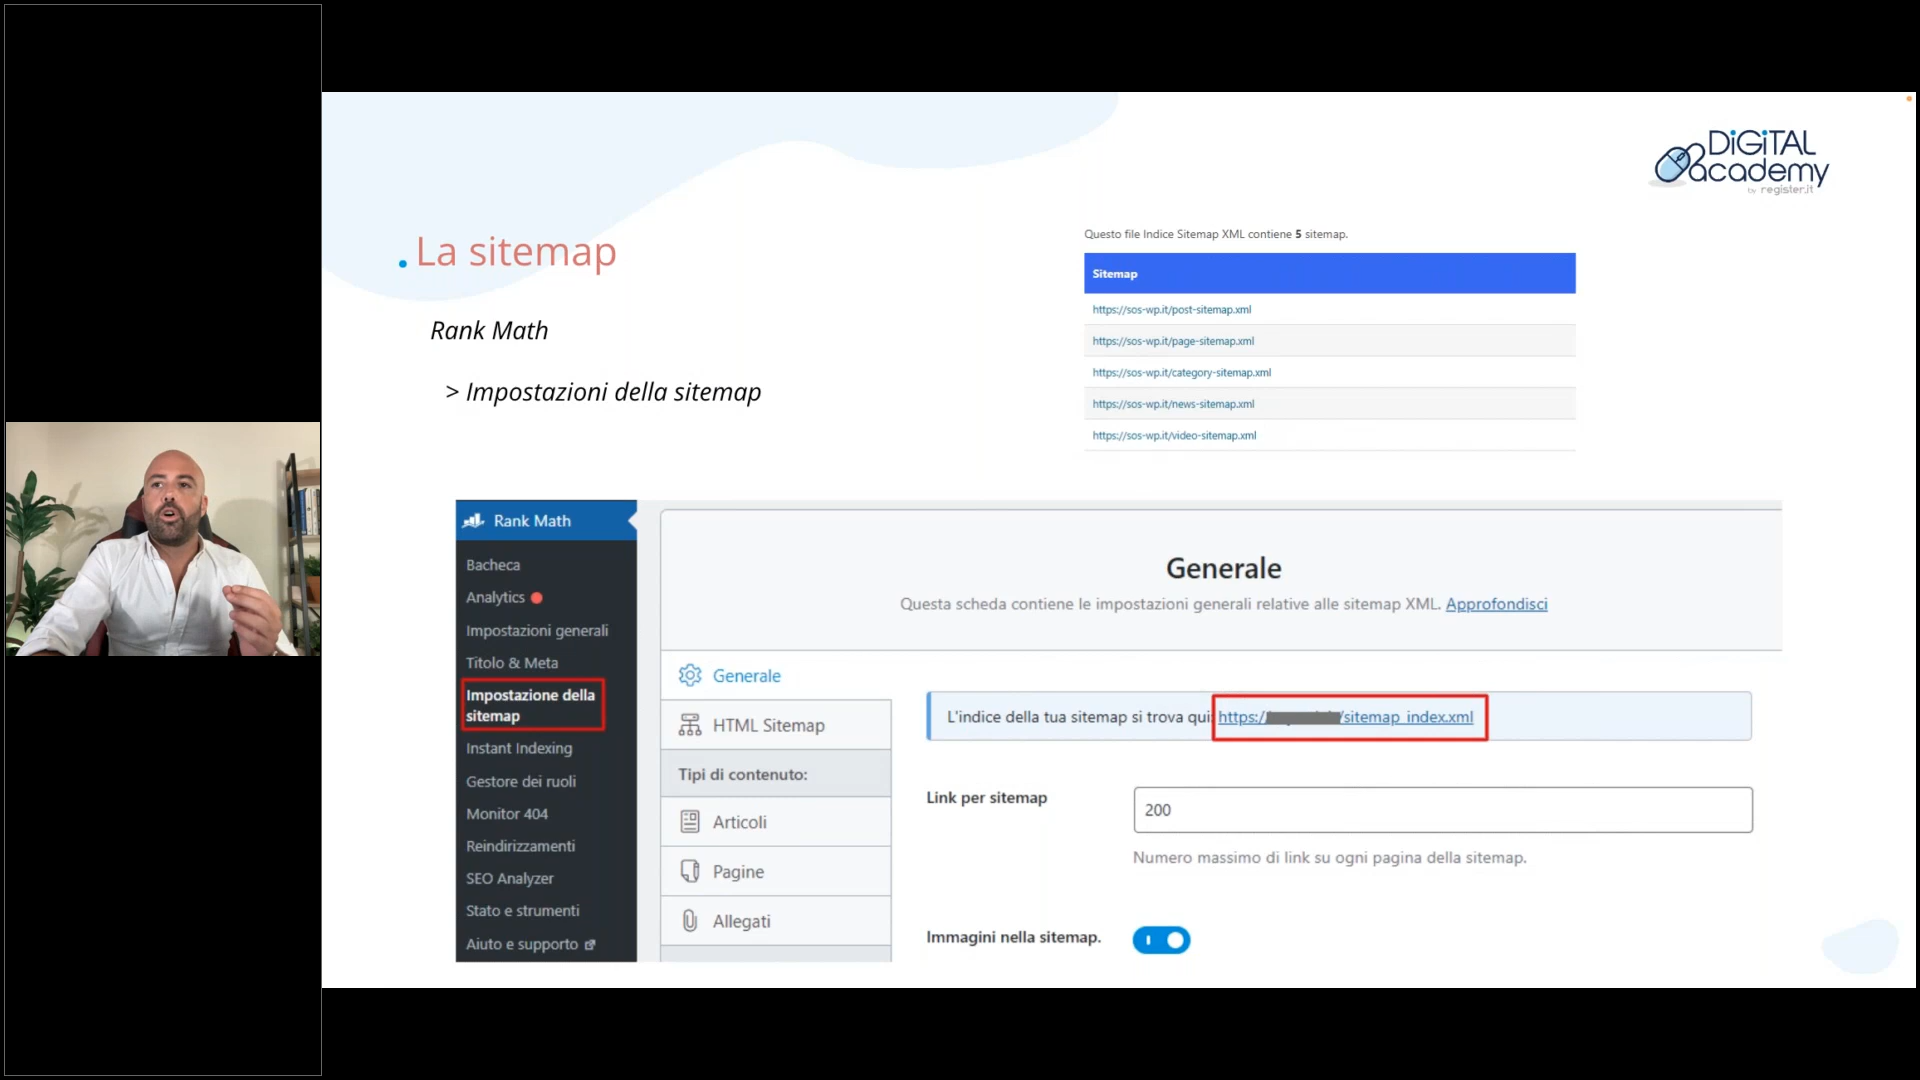 DiGiTAL
academy
by register.it
. La sitemap
Rank Math
> Impostazioni della sitemap
Questo file Indice Sitemap XML contiene 5 sitemap.
Sitemap
https://sos-wp.it/post-sitemap.xml
https://sos-wp.it/page-sitemap.xml
https://sos-wp.it/category-sitemap.xml
https://sos-wp.it/news-sitemap.xml
https://sos-wp.it/video-sitemap.xml
Rank Math
Bacheca
Analytics
Impostazioni generali
Titolo & Meta
Impostazione della
sitemap
Instant Indexing
Gestore dei ruoli
Monitor 404
Reindirizzamenti
SEO Analyzer
Stato e strumenti
Aiuto e supporto
Generale
Questa scheda contiene le impostazioni generali relative alle sitemap XML. Approfondisci
Generale
HTML Sitemap
Tipi di contenuto:
Articoli
Pagine
Allegati
L'indice della tua sitemap si trova qui: https:/ /sitemap_index.xml
Link per sitemap
200
Numero massimo di link su ogni pagina della sitemap.
Immagini nella sitemap.